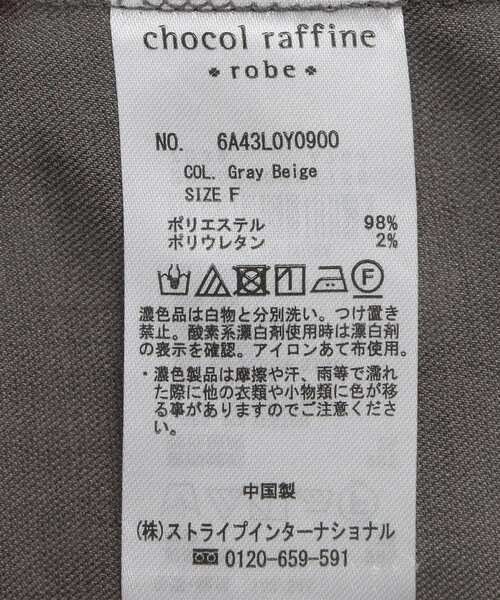 chocol raffine
robe
NO. 6A43L0Y0900
COL. Gray Beige
SIZE F
ポリエステル 98%
ポリウレタン 2%
F
濃色品は白物と分別洗い。つけ置き
禁止。酸素系漂白剤使用時は漂白剤
の表示を確認。アイロンあて布使用。
・濃色製品は摩擦や汗、雨等で濡れ
た際に他の衣類や小物類に色が移
る事がありますのでご注意くださ
い。
中国製
(株)ストライプインターナショナル
0120-659-591